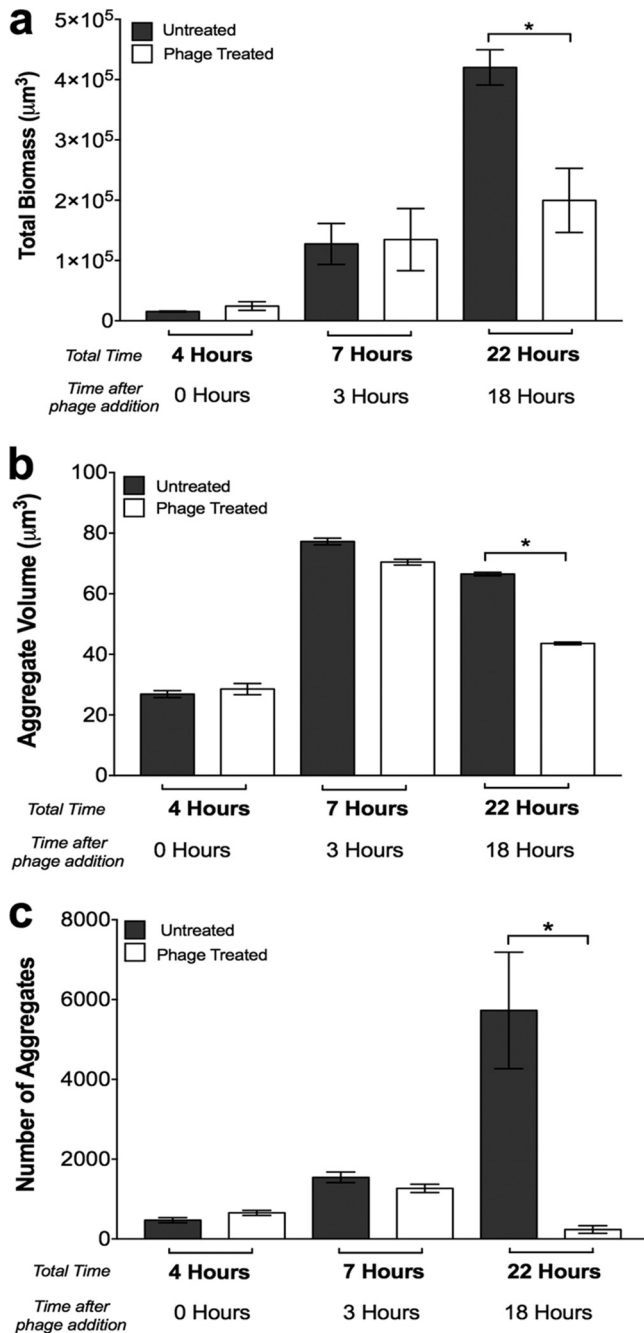 a
Untreated
Phage Treated
*
Total Biomass (µm³)
5×10⁵
4×10⁵
3×10⁵
2×10⁵
1×10⁵
0
Total Time
4 Hours
7 Hours
22 Hours
Time after
phage addition
0 Hours
3 Hours
18 Hours
b
Untreated
Phage Treated
*
Aggregate Volume (µm³)
100
80
60
40
20
0
Total Time
4 Hours
7 Hours
22 Hours
Time after
phage addition
0 Hours
3 Hours
18 Hours
c
Untreated
Phage Treated
*
Number of Aggregates
8000
6000
4000
2000
0
Total Time
4 Hours
7 Hours
22 Hours
Time after
phage addition
0 Hours
3 Hours
18 Hours